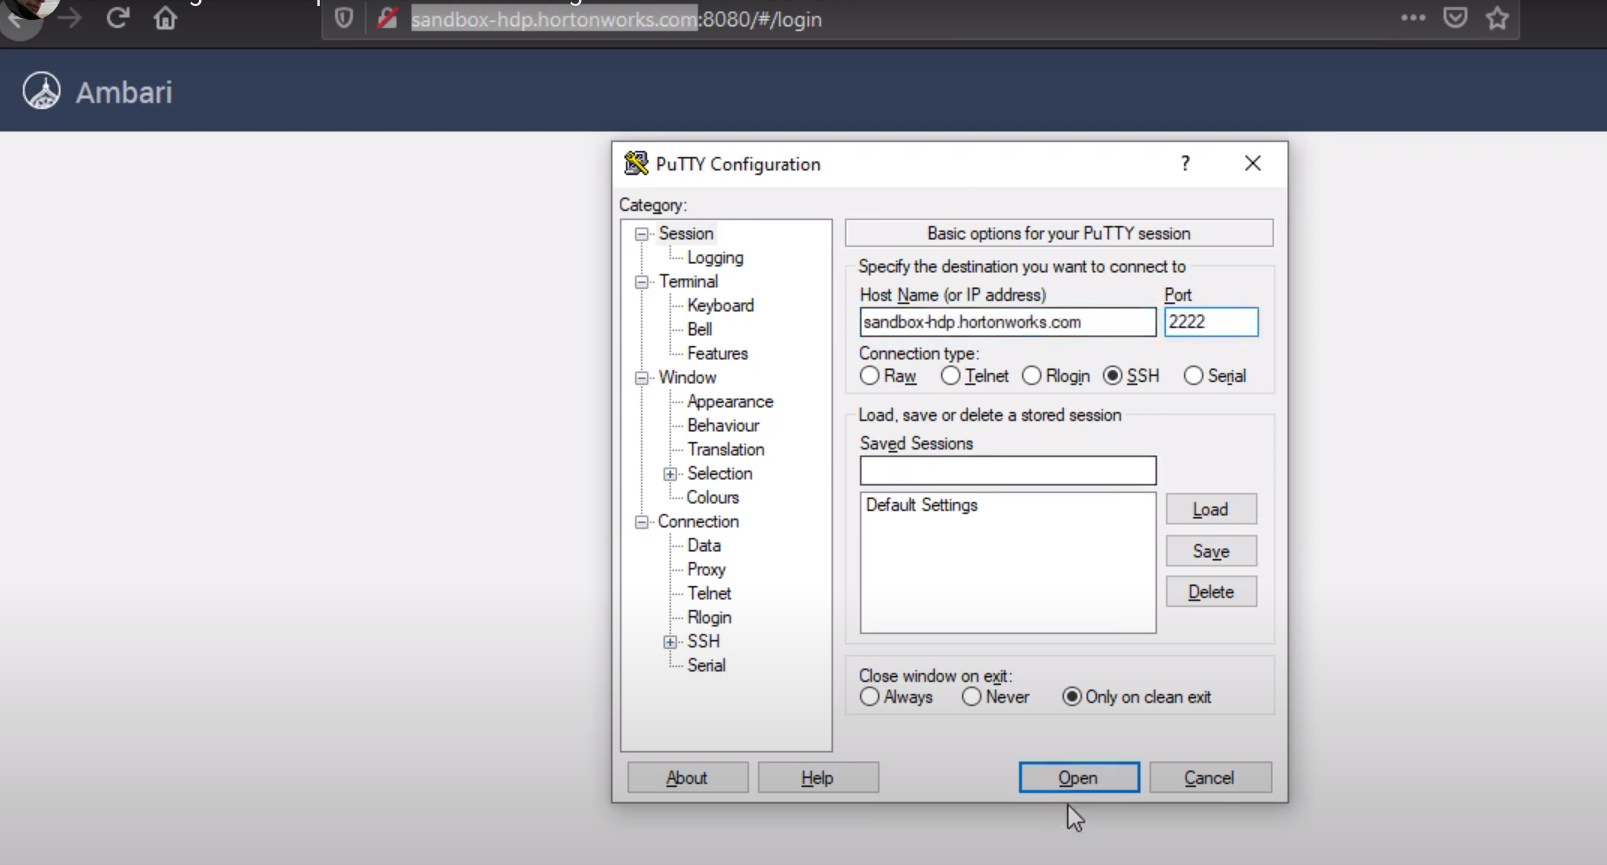 sandbox-hdp.hortonworks.com:8080/#/login
Ambari
PuTTY Configuration
?
Category:
Session
Logging
Terminal
Keyboard
Bell
Features
Window
Appearance
Behaviour
Translation
Selection
Colours
Connection
Data
Proxy
Telnet
Rlogin
SSH
Serial
Basic options for your PuTTY session
Specify the destination you want to connect to
Host Name (or IP address) Port
sandbox-hdp.hortonworks.com 2222
Connection type:
Raw Telnet Rlogin SSH Serial
Load, save or delete a stored session
Saved Sessions
Default Settings
Load
Save
Delete
Close window on exit:
Always Never Only on clean exit
About Help Open Cancel